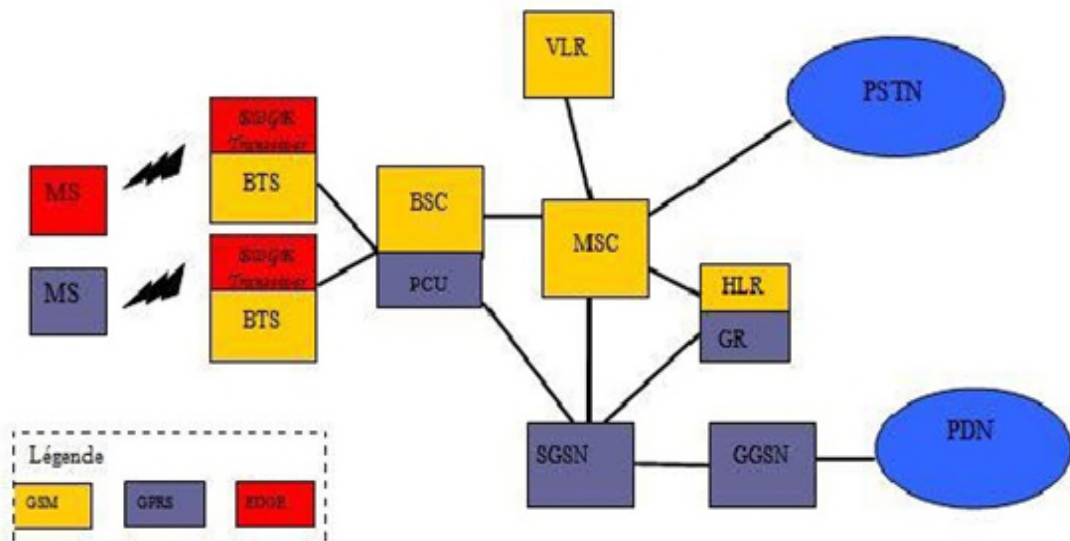 VLR
PSTN
BTS
MS
BSC
MSC
PCU
HLR
GR
MS
BTS
SGSN
GGSN
PDN
Légende
GSM
GPRS
EDGE